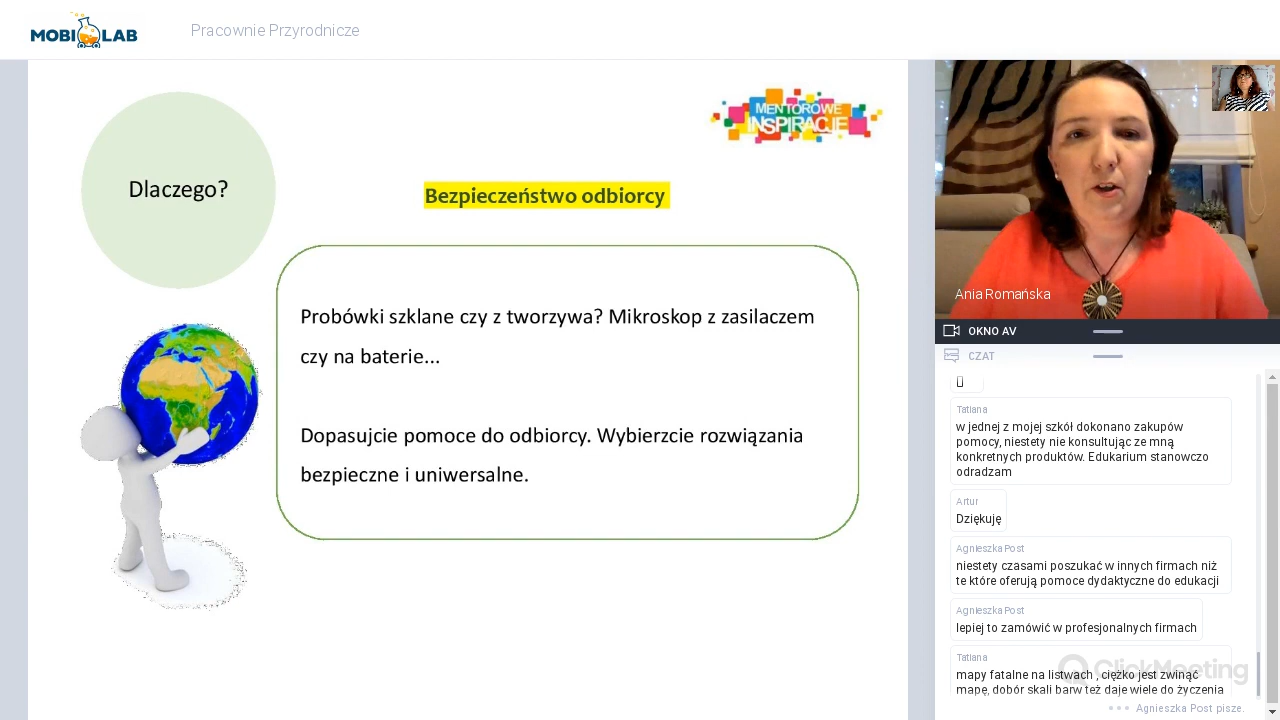 MOBILAB
Pracownie Przyrodnicze
Dlaczego?
MENTOROWE
INSPIRACJE
Bezpieczeństwo odbiorcy
Probówki szklane czy z tworzywa? Mikroskop z zasilaczem
czy na baterie...
Dopasujcie pomoce do odbiorcy. Wybierzcie rozwiązania
bezpieczne i uniwersalne.
Ania Romańska
OKNO AV
CZAT
Tatiana
w jednej z mojej szkół dokonano zakupów
pomocy, niestety nie konsultując ze mną
konkretnych produktów. Edukarium stanowczo
odradzam
Artur
Dziękuję
Agnieszka Post
niestety czasami poszukać w innych firmach niż
te które oferują pomoce dydaktyczne do edukacji
Agnieszka Post
lepiej to zamówić w profesjonalnych firmach
Tatiana
mapy fatalne na listwach , ciężko jest zwinąć
mapę, dobór skali barw też daje wiele do życzenia
ClickMeeting
Agnieszka Post pisze.